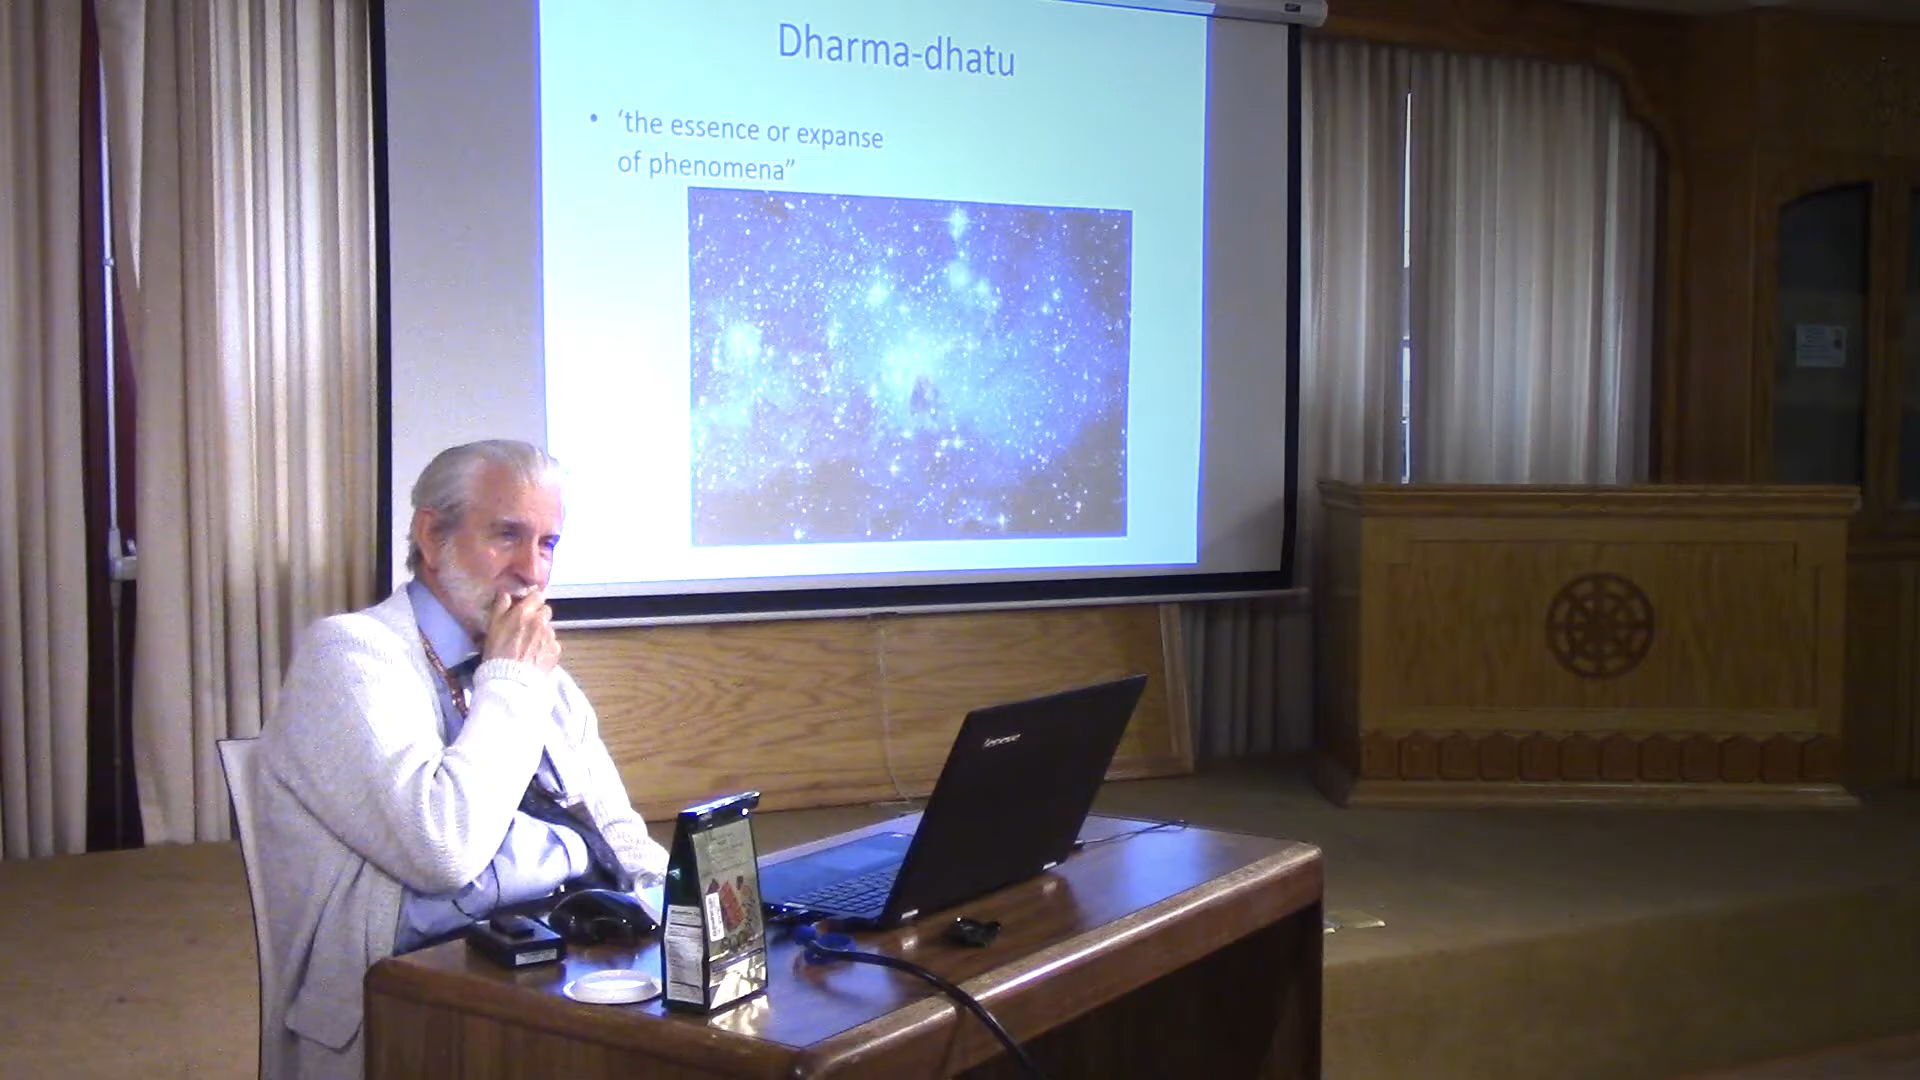 Dharma-dhatu
• ‘the essence or expanse
of phenomena”
lenovo